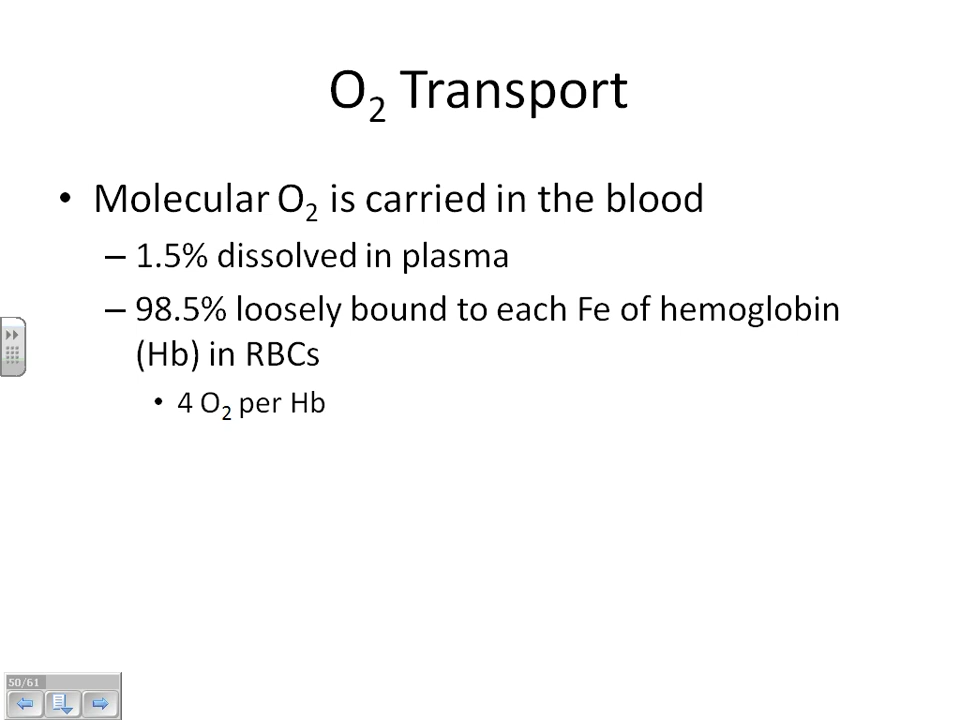 O₂ Transport
• Molecular O₂ is carried in the blood
– 1.5% dissolved in plasma
– 98.5% loosely bound to each Fe of hemoglobin
(Hb) in RBCs
• 4 O₂ per Hb
50/61